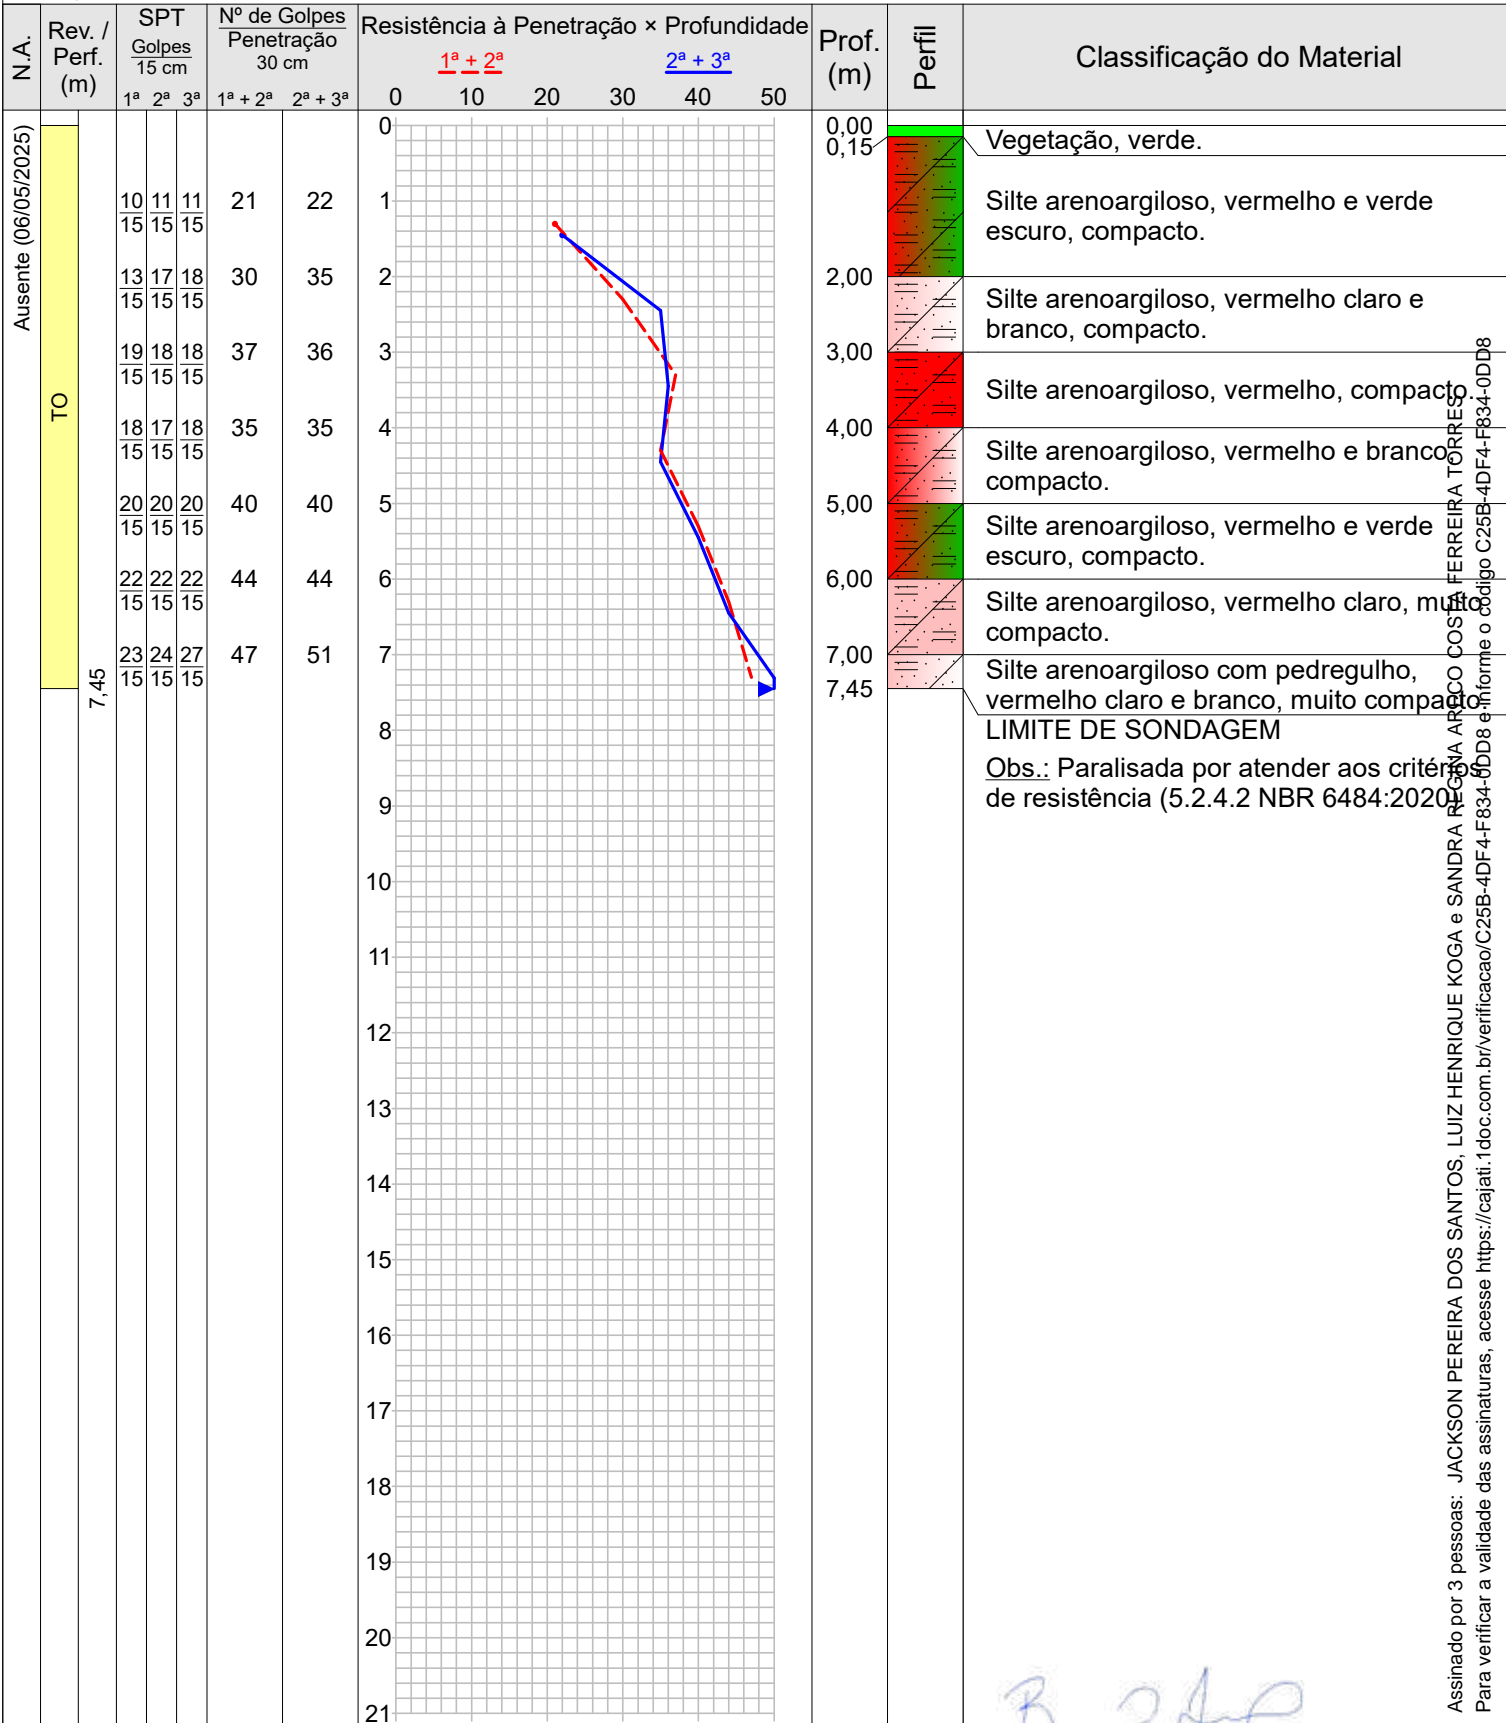 N.A.
Rev. /
Perf.
(m)
SPT
Golpes
15 cm
1ª 2ª 3ª
Nº de Golpes
Penetração
30 cm
1ª + 2ª 2ª + 3ª
Resistência à Penetração × Profundidade
1ª + 2ª 2ª + 3ª
0 10 20 30 40 50
Prof.
(m)
Perfil
Classificação do Material
Ausente (06/05/2025)
TO
7,45
10 11 11 21 22
15 15 15
13 17 18 30 35
15 15 15
19 18 18 37 36
15 15 15
18 17 18 35 35
15 15 15
20 20 20 40 40
15 15 15
22 22 22 44 44
15 15 15
23 24 27 47 51
15 15 15
0
1
2
3
4
5
6
7
8
9
10
11
12
13
14
15
16
17
18
19
20
21
0,00
0,15
2,00
3,00
4,00
5,00
6,00
7,00
7,45
Vegetação, verde.
Silte arenoargiloso, vermelho e verde
escuro, compacto.
Silte arenoargiloso, vermelho claro e
branco, compacto.
Silte arenoargiloso, vermelho, compacto.
Silte arenoargiloso, vermelho e branco,
compacto.
Silte arenoargiloso, vermelho e verde
escuro, compacto.
Silte arenoargiloso, vermelho claro, muito
compacto.
Silte arenoargiloso com pedregulho,
vermelho claro e branco, muito compacto.
LIMITE DE SONDAGEM
Obs.: Paralisada por atender aos critérios
de resistência (5.2.4.2 NBR 6484:2020).
Assinado por 3 pessoas: JACKSON PEREIRA DOS SANTOS, LUIZ HENRIQUE KOGA e SANDRA REGINA ARICO COSTA FERREIRA TORRES
Para verificar a validade das assinaturas, acesse https://cajati.1doc.com.br/verificacao/C25B-4DF4-F834-0DD8 e informe o código C25B-4DF4-F834-0DD8